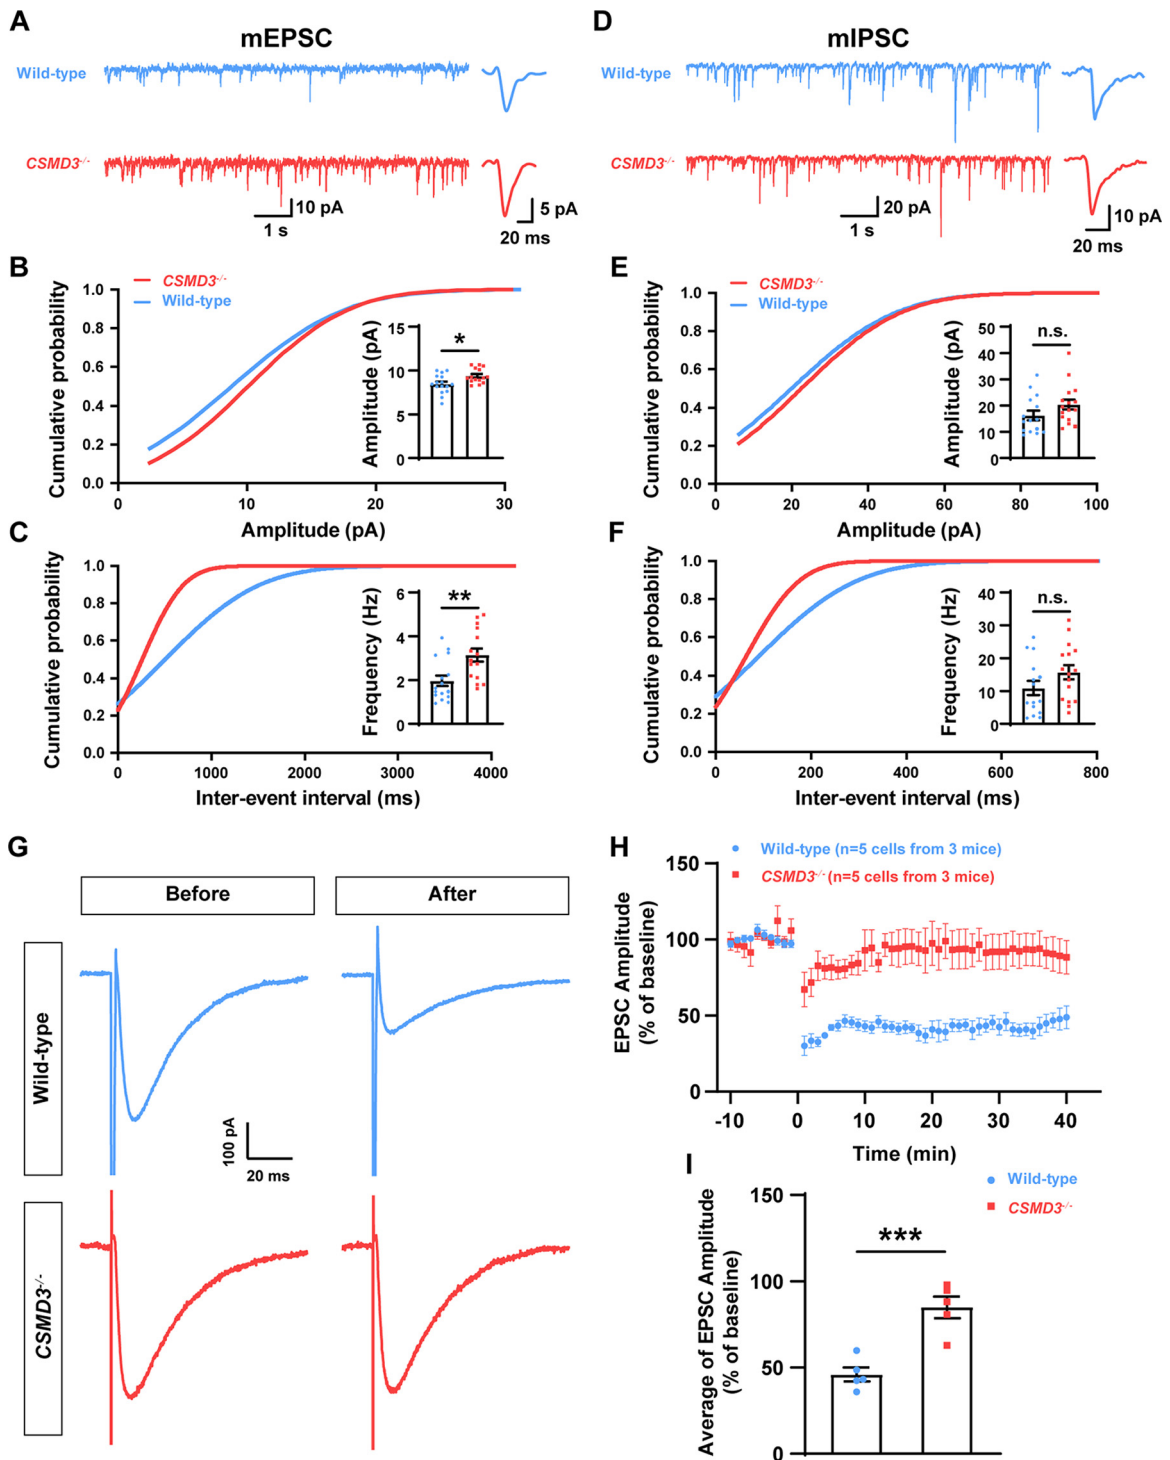 A
mEPSC
Wild-type
CSMD3-/-
10 pA
1 s
5 pA
20 ms
D
mIPSC
Wild-type
CSMD3-/-
20 pA
1 s
10 pA
20 ms
B
CSMD3-/-
Wild-type
Cumulative probability
1.0
0.8
0.6
0.4
0.2
0.0
0
10
20
30
Amplitude (pA)
Amplitude (pA)
15
10
5
0
*
E
CSMD3-/-
Wild-type
Cumulative probability
1.0
0.8
0.6
0.4
0.2
0.0
0
20
40
60
80
100
Amplitude (pA)
Amplitude (pA)
50
40
30
20
10
0
n.s.
C
Cumulative probability
1.0
0.8
0.6
0.4
0.2
0.0
0
1000
2000
3000
4000
Inter-event interval (ms)
Frequency (Hz)
6
4
2
0
**
F
Cumulative probability
1.0
0.8
0.6
0.4
0.2
0.0
0
200
400
600
800
Inter-event interval (ms)
Frequency (Hz)
40
30
20
10
0
n.s.
G
Before
After
Wild-type
100 pA
20 ms
CSMD3-/-
H
Wild-type (n=5 cells from 3 mice)
CSMD3-/- (n=5 cells from 3 mice)
EPSC Amplitude
(% of baseline)
150
100
50
0
-10
0
10
20
30
40
Time (min)
I
Wild-type
CSMD3-/-
Average of EPSC Amplitude
(% of baseline)
150
100
50
0
***